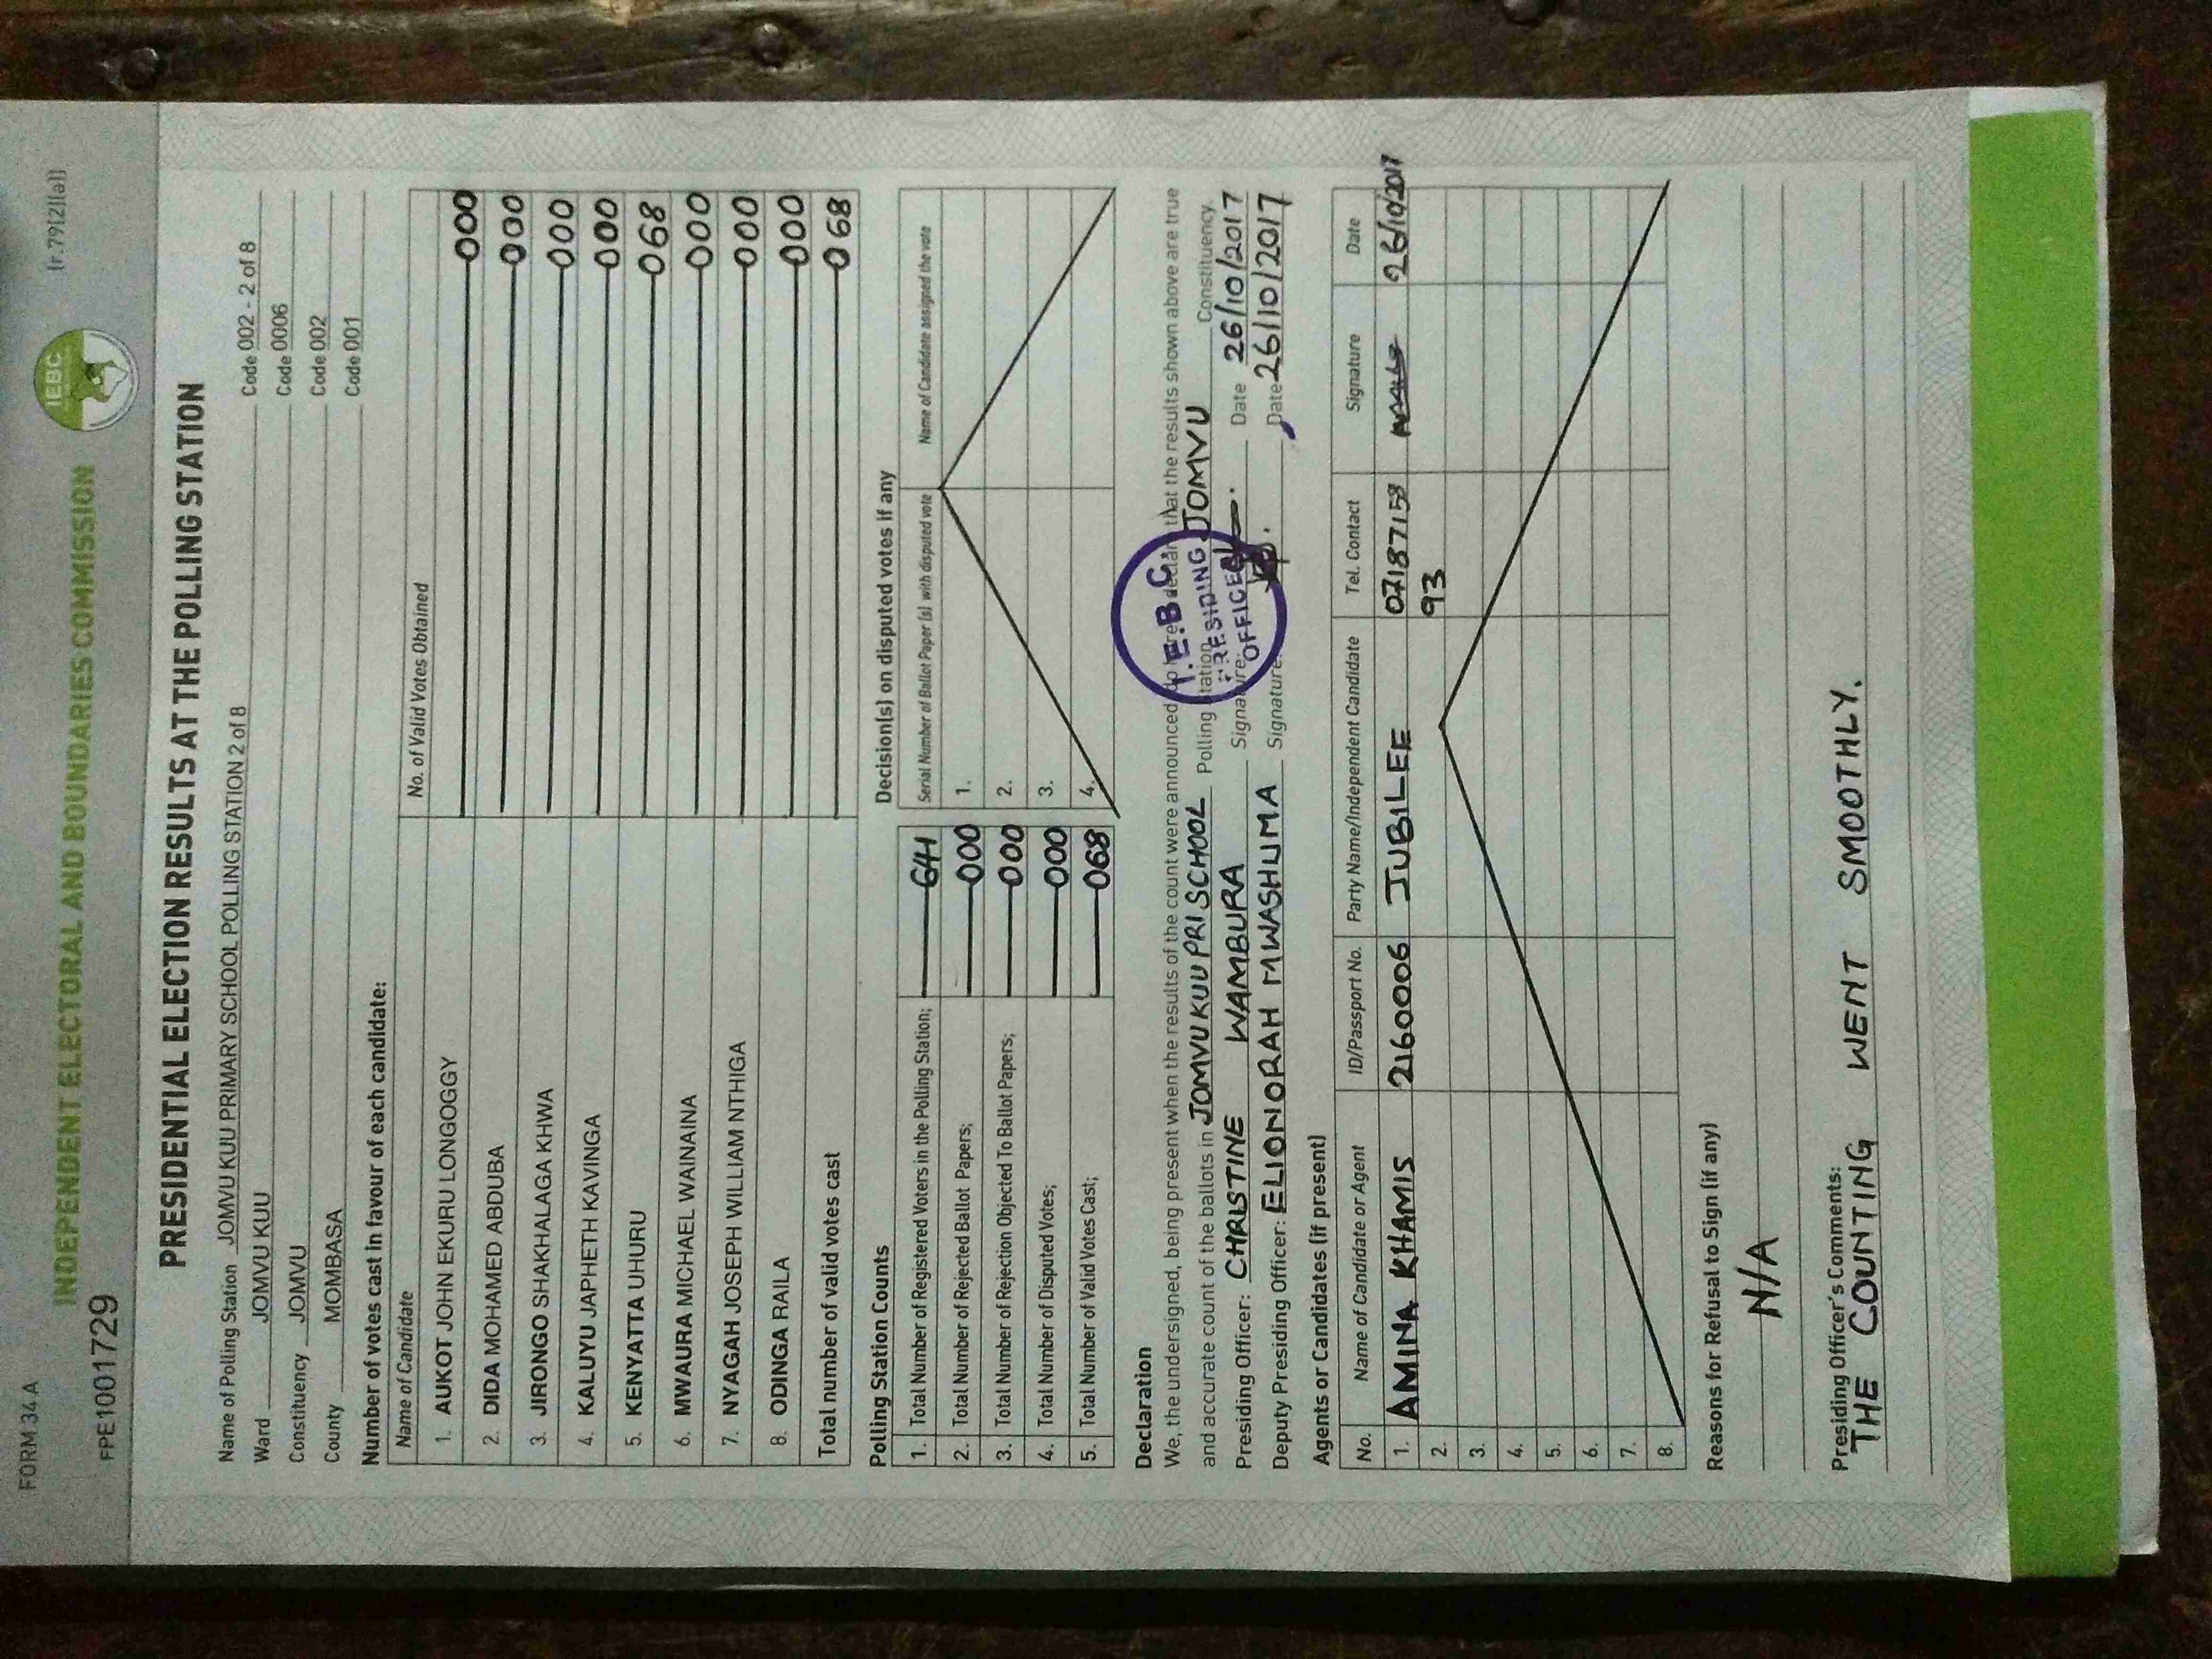 FORM 34 A
(r.79(2)(a))
INDEPENDENT ELECTORAL AND BOUNDARIES COMMISSION
IEBC
FPE1001729
PRESIDENTIAL ELECTION RESULTS AT THE POLLING STATION
Name of Polling Station JOMVU KUU PRIMARY SCHOOL POLLING STATION 2 of 8 Code 002 - 2 of 8
Ward JOMVU KUU Code 0006
Constituency JOMVU Code 002
County MOMBASA Code 001
Number of votes cast in favour of each candidate:
Name of Candidate No. of Valid Votes Obtained
1. AUKOT JOHN EKURU LONGOGGY 000
2. DIDA MOHAMED ABDUBA 000
3. JIRONGO SHAKHALAGA KHWA 000
4. KALUYU JAPHETH KAVINGA 000
5. KENYATTA UHURU 068
6. MWAURA MICHAEL WAINAINA 000
7. NYAGAH JOSEPH WILLIAM NTHIGA 000
8. ODINGA RAILA 000
Total number of valid votes cast 068
Polling Station Counts
1. Total Number of Registered Voters in the Polling Station; 641
2. Total Number of Rejected Ballot Papers; 000
3. Total Number of Rejection Objected To Ballot Papers; 000
4. Total Number of Disputed Votes; 000
5. Total Number of Valid Votes Cast; 068
Decision(s) on disputed votes if any
Serial Number of Ballot Paper (s) with disputed vote Name of Candidate assigned the vote
1.
2.
3.
4.
Declaration
We, the undersigned, being present when the results of the count were announced, do hereby declare that the results shown above are true
and accurate count of the ballots in JOMVU KUU PRI SCHOOL Polling Station, JOMVU Constituency.
Presiding Officer: CHRISTINE WAMBURA Signature: Date 26/10/2017
Deputy Presiding Officer: ELIONORAH MWASHUMA Signature: Date 26/10/2017
I.E.B.C
PRESIDING
OFFICER
Agents or Candidates (if present)
No. Name of Candidate or Agent ID/Passport No. Party Name/Independent Candidate Tel. Contact Signature Date
1. AMINA KHAMIS 2160006 JUBILEE 07187159 26/10/2017
93
2.
3.
4.
5.
6.
7.
8.
Reasons for Refusal to Sign (if any)
N/A
Presiding Officer's Comments:
THE COUNTING WENT SMOOTHLY.